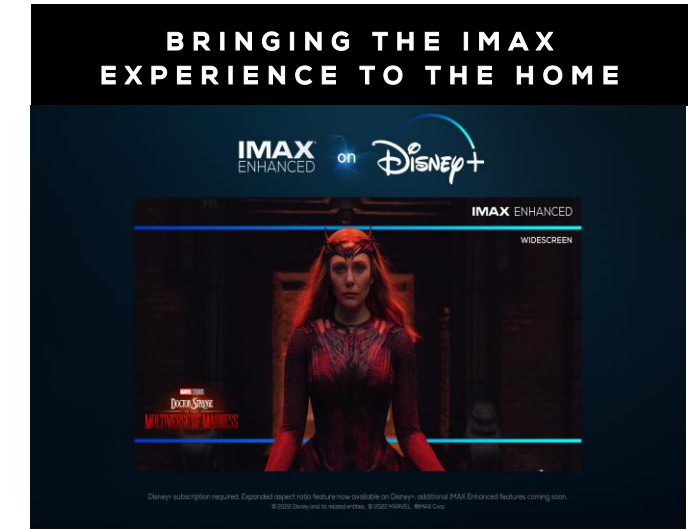 BRINGING THE IMAX
EXPERIENCE TO THE HOME
IMAX ENHANCED on Disney+
IMAX ENHANCED
WIDESCREEN
MARVEL STUDIOS
DOCTOR STRANGE
MULTIVERSE OF MADNESS
Disney+ subscription required. Expanded aspect ratio feature now available on Disney+; additional IMAX Enhanced features coming soon.
© 2022 Disney and its related entities. © 2022 MARVEL. ®IMAX Corp.